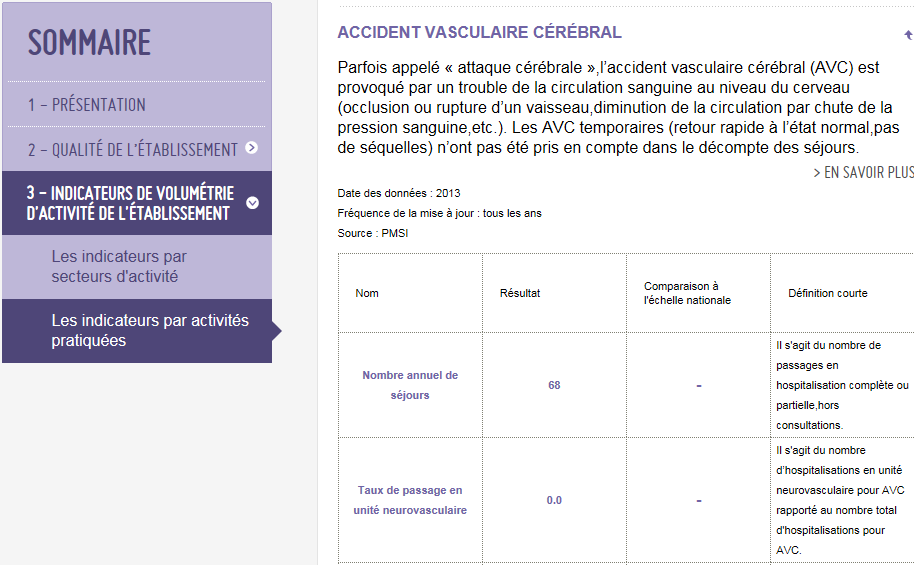 SOMMAIRE
1 – PRÉSENTATION
2 – QUALITÉ DE L'ÉTABLISSEMENT
3 – INDICATEURS DE VOLUMÉTRIE
D'ACTIVITÉ DE L'ÉTABLISSEMENT
Les indicateurs par
secteurs d'activité
Les indicateurs par activités
pratiquées
ACCIDENT VASCULAIRE CÉRÉBRAL
Parfois appelé « attaque cérébrale »,l'accident vasculaire cérébral (AVC) est
provoqué par un trouble de la circulation sanguine au niveau du cerveau
(occlusion ou rupture d'un vaisseau,diminution de la circulation par chute de la
pression sanguine,etc.). Les AVC temporaires (retour rapide à l'état normal,pas
de séquelles) n'ont pas été pris en compte dans le décompte des séjours.
> EN SAVOIR PLUS
Date des données : 2013
Fréquence de la mise à jour : tous les ans
Source : PMSI
Nom
Résultat
Comparaison à
l'échelle nationale
Définition courte
Nombre annuel de
séjours
68
-
Il s'agit du nombre de
passages en
hospitalisation complète ou
partielle,hors
consultations.
Taux de passage en
unité neurovasculaire
0.0
-
Il s'agit du nombre
d'hospitalisations en unité
neurovasculaire pour AVC
rapporté au nombre total
d'hospitalisations pour
AVC.